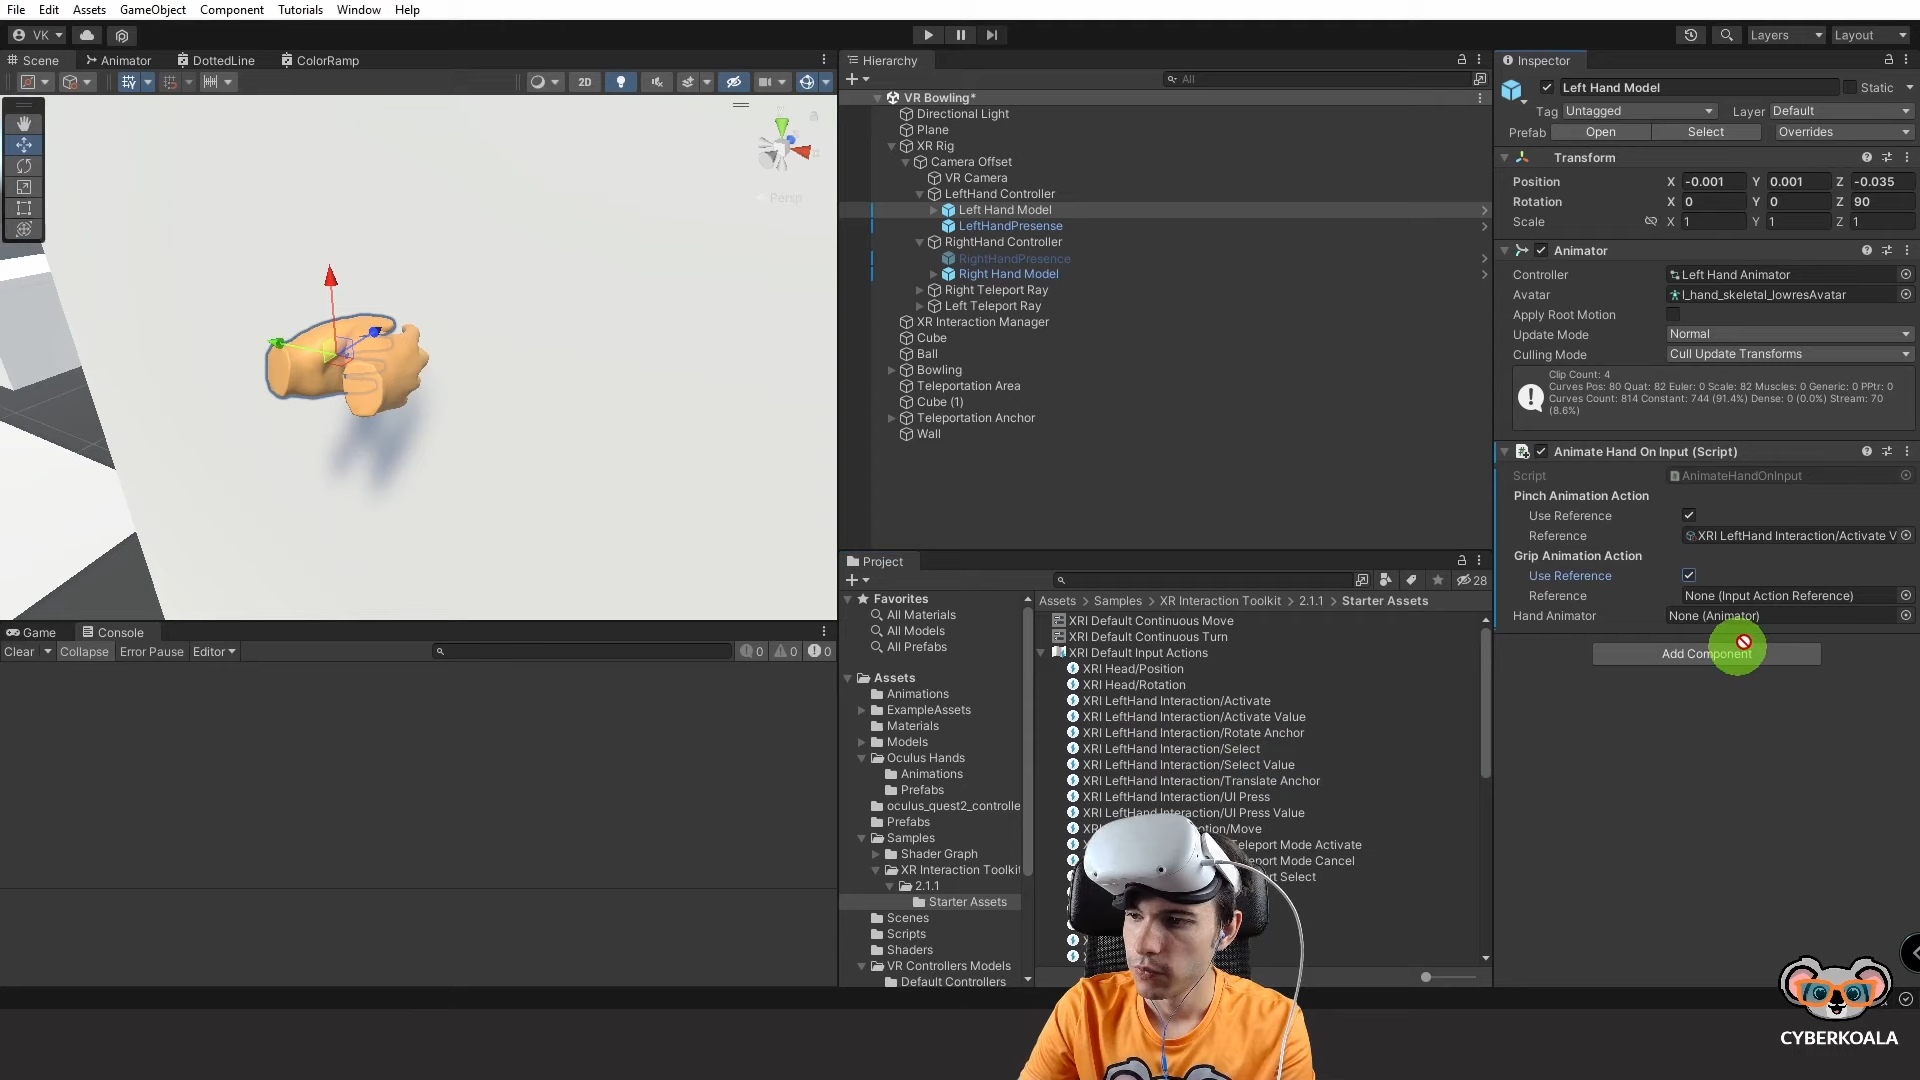 File Edit Assets GameObject Component Tutorials Window Help
VK Layers Layout
Scene Animator DottedLine ColorRamp
2D
Persp
Game Console
Clear Collapse Error Pause Editor 0 0 0
Hierarchy
All
VR Bowling*
Directional Light
Plane
XR Rig
Camera Offset
VR Camera
LeftHand Controller
Left Hand Model
LeftHandPresense
RightHand Controller
RightHandPresence
Right Hand Model
Right Teleport Ray
Left Teleport Ray
XR Interaction Manager
Cube
Ball
Bowling
Teleportation Area
Cube (1)
Teleportation Anchor
Wall
Project
28
Favorites
All Materials
All Models
All Prefabs
Assets
Animations
ExampleAssets
Materials
Models
Oculus Hands
Animations
Prefabs
oculus_quest2_controlle
Prefabs
Samples
Shader Graph
XR Interaction Toolkit
2.1.1
Starter Assets
Scenes
Scripts
Shaders
VR Controllers Models
Default Controllers
Assets > Samples > XR Interaction Toolkit > 2.1.1 > Starter Assets
XRI Default Continuous Move
XRI Default Continuous Turn
XRI Default Input Actions
XRI Head/Position
XRI Head/Rotation
XRI LeftHand Interaction/Activate
XRI LeftHand Interaction/Activate Value
XRI LeftHand Interaction/Rotate Anchor
XRI LeftHand Interaction/Select
XRI LeftHand Interaction/Select Value
XRI LeftHand Interaction/Translate Anchor
XRI LeftHand Interaction/UI Press
XRI LeftHand Interaction/UI Press Value
otion/Move
Teleport Mode Activate
eport Mode Cancel
rt Select
Inspector
Left Hand Model Static
Tag Untagged Layer Default
Prefab Open Select Overrides
Transform
Position X -0.001 Y 0.001 Z -0.035
Rotation X 0 Y 0 Z 90
Scale X 1 Y 1 Z 1
Animator
Controller Left Hand Animator
Avatar l_hand_skeletal_lowresAvatar
Apply Root Motion
Update Mode Normal
Culling Mode Cull Update Transforms
Clip Count: 4
Curves Pos: 80 Quat: 82 Euler: 0 Scale: 82 Muscles: 0 Generic: 0 PPtr: 0
Curves Count: 814 Constant: 744 (91.4%) Dense: 0 (0.0%) Stream: 70
(8.6%)
Animate Hand On Input (Script)
Script AnimateHandOnInput
Pinch Animation Action
Use Reference
Reference XRI LeftHand Interaction/Activate V
Grip Animation Action
Use Reference
Reference None (Input Action Reference)
Hand Animator None (Animator)
Add Component
CYBERKOALA